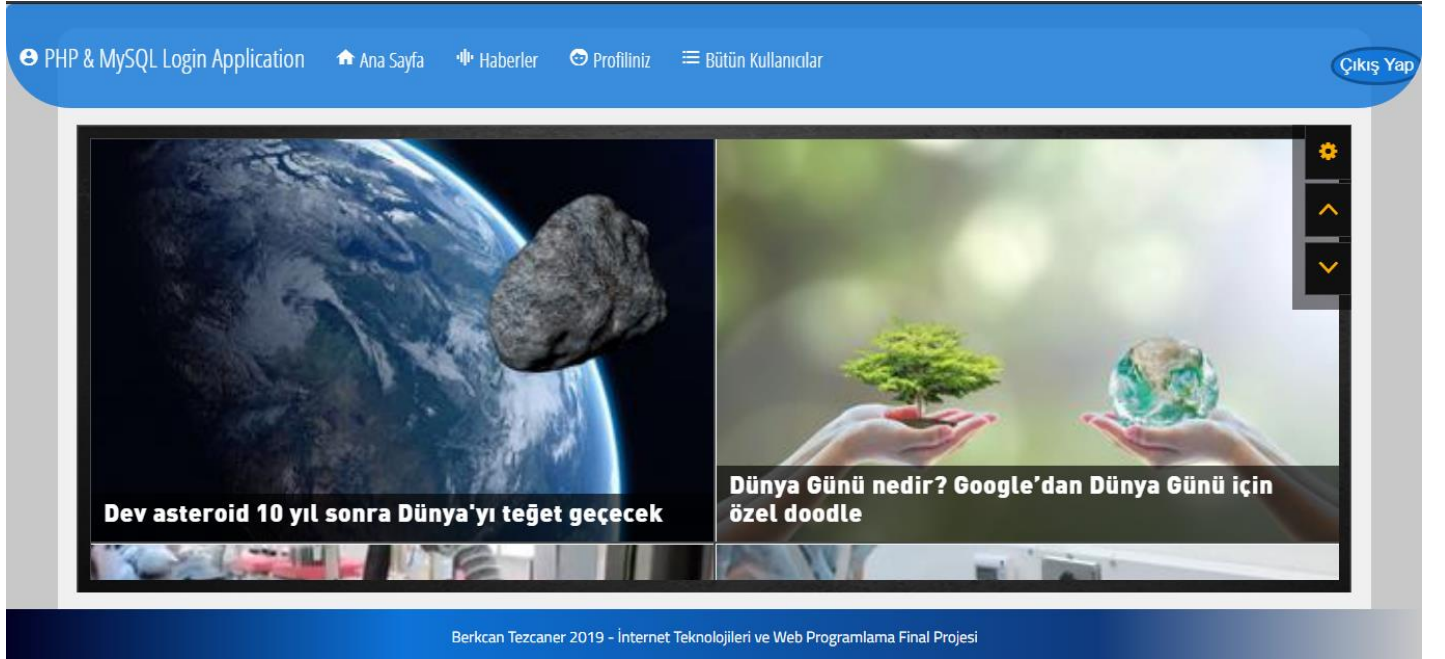 PHP & MySQL Login Application
Ana Sayfa
Haberler
Profiliniz
Bütün Kullanıcılar
Çıkış Yap
Dev asteroid 10 yıl sonra Dünya'yı teğet geçecek
Dünya Günü nedir? Google’dan Dünya Günü için
özel doodle
Berkcan Tezcaner 2019 - İnternet Teknolojileri ve Web Programlama Final Projesi